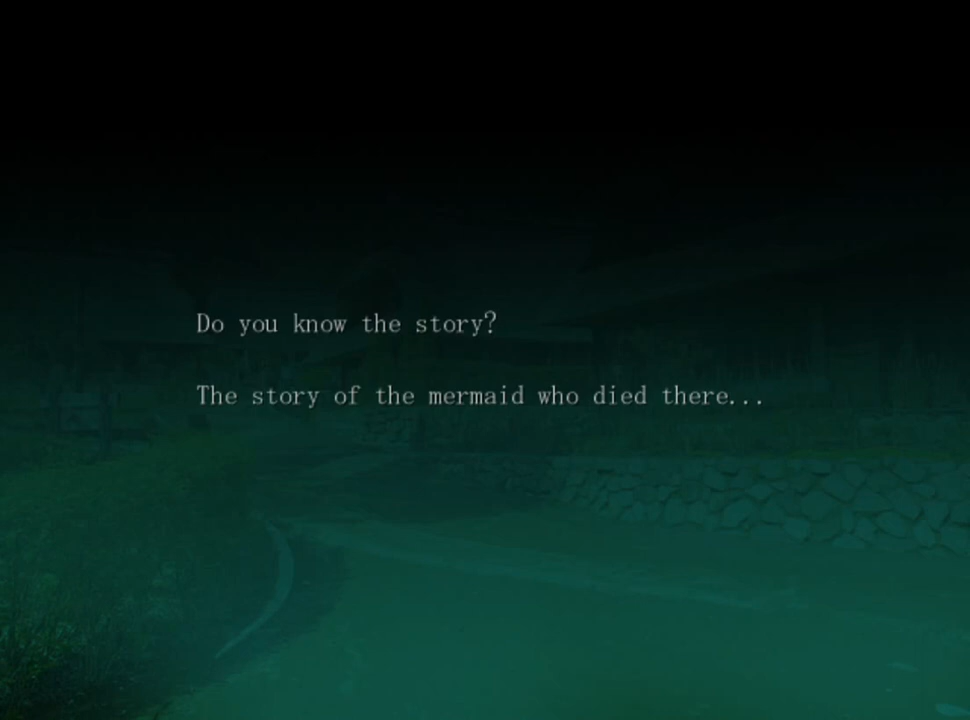 Do you know the story?
The story of the mermaid who died there...